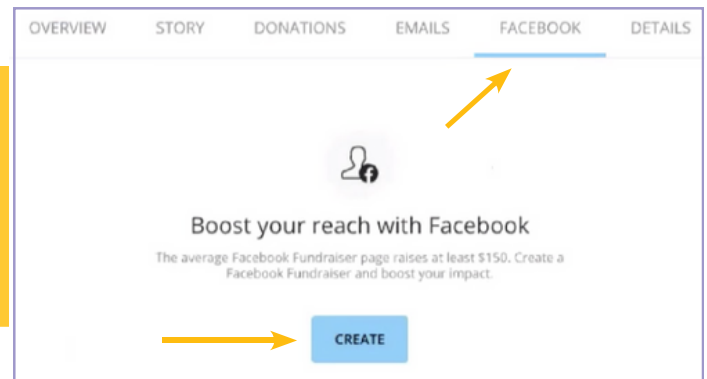 OVERVIEW STORY DONATIONS EMAILS FACEBOOK DETAILS
Boost your reach with Facebook
The average Facebook Fundraiser page raises at least $150. Create a
Facebook Fundraiser and boost your impact.
CREATE